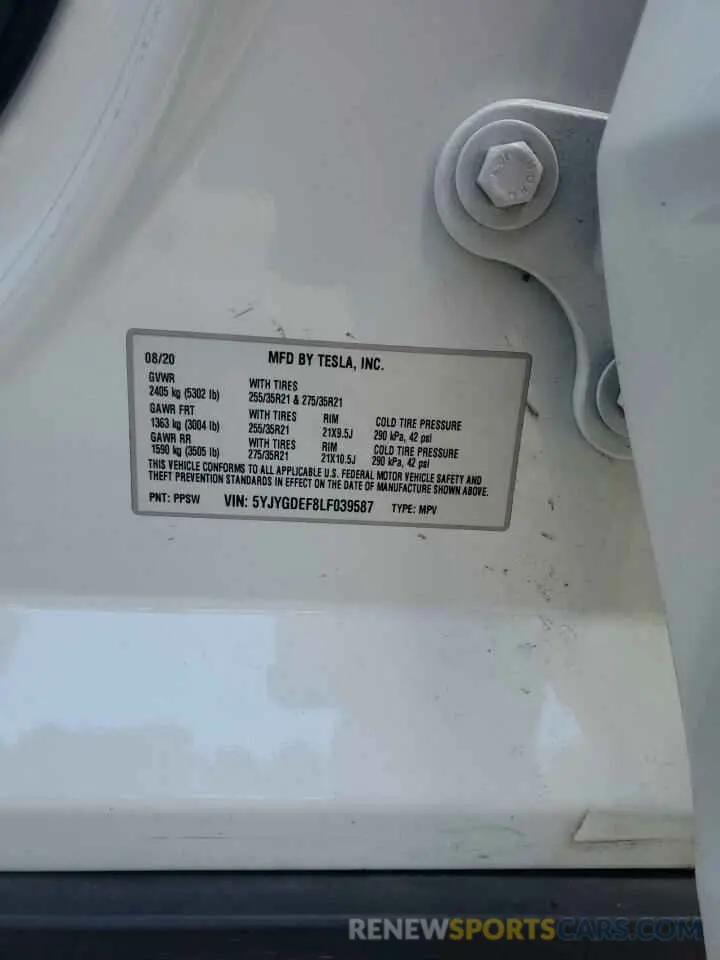 08/20 MFD BY TESLA, INC.
GVWR
2405 kg (5302 lb)
WITH TIRES
255/35R21 & 275/35R21
GAWR FRT
1363 kg (3004 lb)
WITH TIRES
255/35R21
RIM
21X9.5J
COLD TIRE PRESSURE
290 kPa, 42 psi
GAWR RR
1590 kg (3505 lb)
WITH TIRES
275/35R21
RIM
21X10.5J
COLD TIRE PRESSURE
290 kPa, 42 psi
THIS VEHICLE CONFORMS TO ALL APPLICABLE U.S. FEDERAL MOTOR VEHICLE SAFETY AND
THEFT PREVENTION STANDARDS IN EFFECT ON THE DATE OF MANUFACTURE SHOWN ABOVE.
PNT: PPSW VIN: 5YJYGDEF8LF039587 TYPE: MPV
RENEWSPORTSCARS.COM